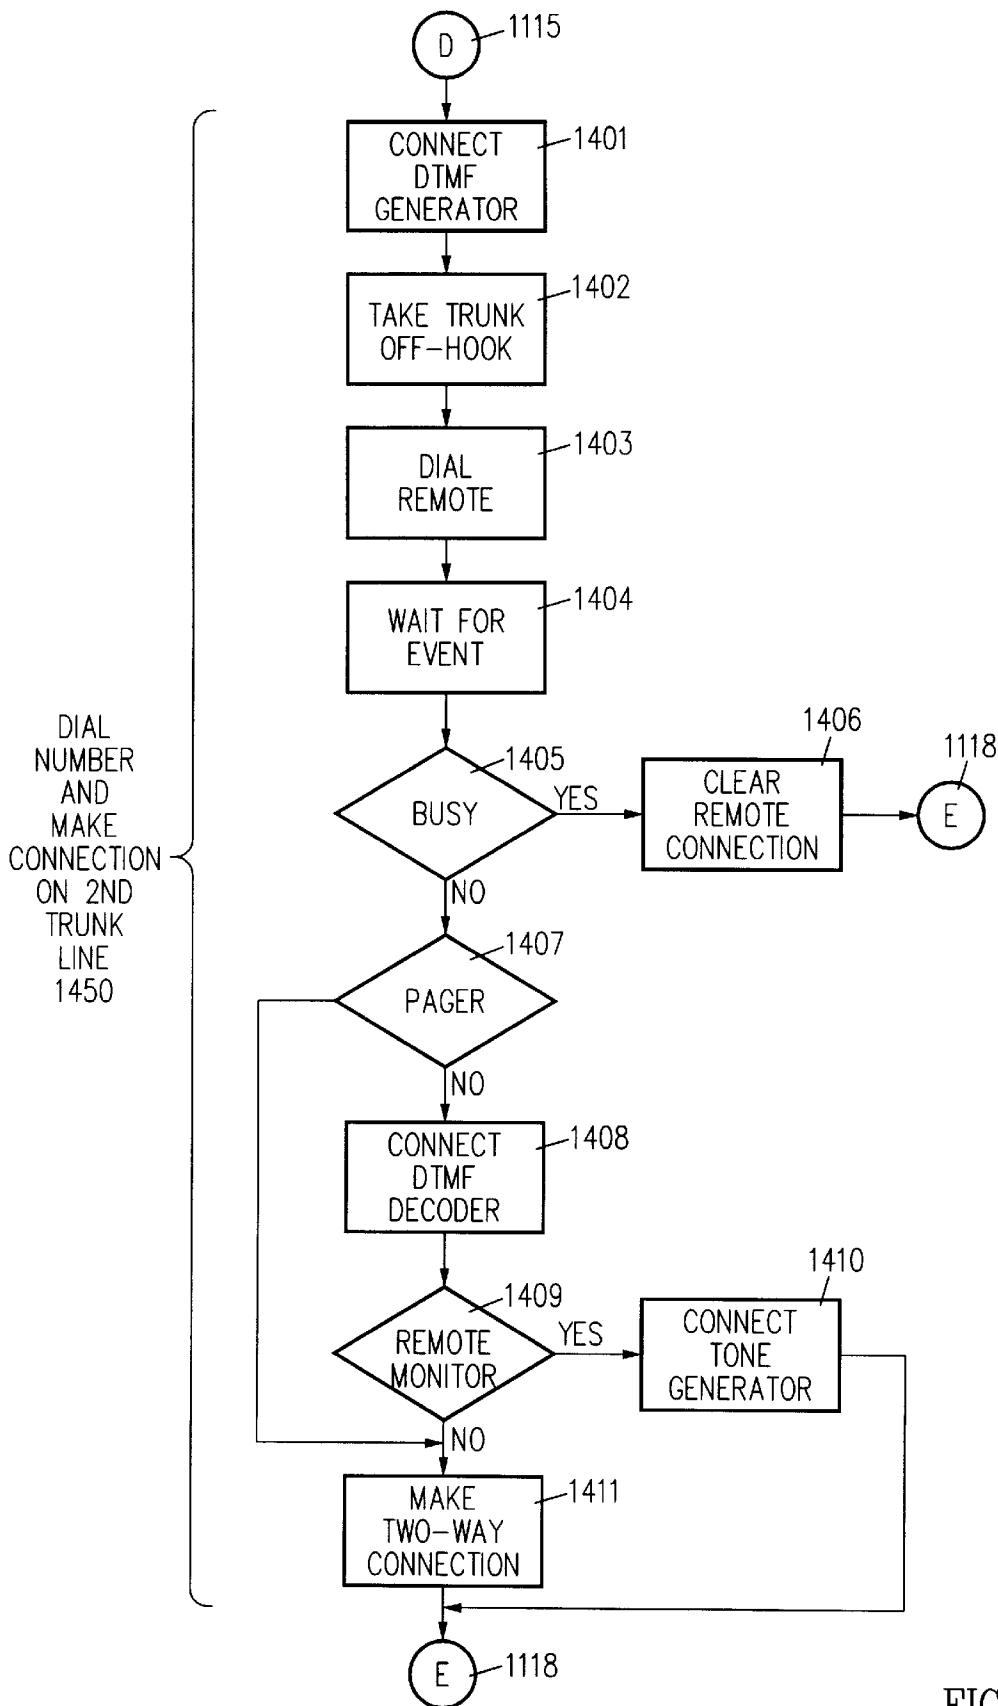 D
1115
CONNECT
DTMF
GENERATOR
1401
TAKE TRUNK
OFF-HOOK
1402
DIAL
REMOTE
1403
WAIT FOR
EVENT
1404
DIAL
NUMBER
AND
MAKE
CONNECTION
ON 2ND
TRUNK
LINE
1450
BUSY
1405
YES
CLEAR
REMOTE
CONNECTION
1406
E
1118
NO
PAGER
1407
NO
CONNECT
DTMF
DECODER
1408
REMOTE
MONITOR
1409
YES
CONNECT
TONE
GENERATOR
1410
NO
MAKE
TWO-WAY
CONNECTION
1411
E
1118
FIG